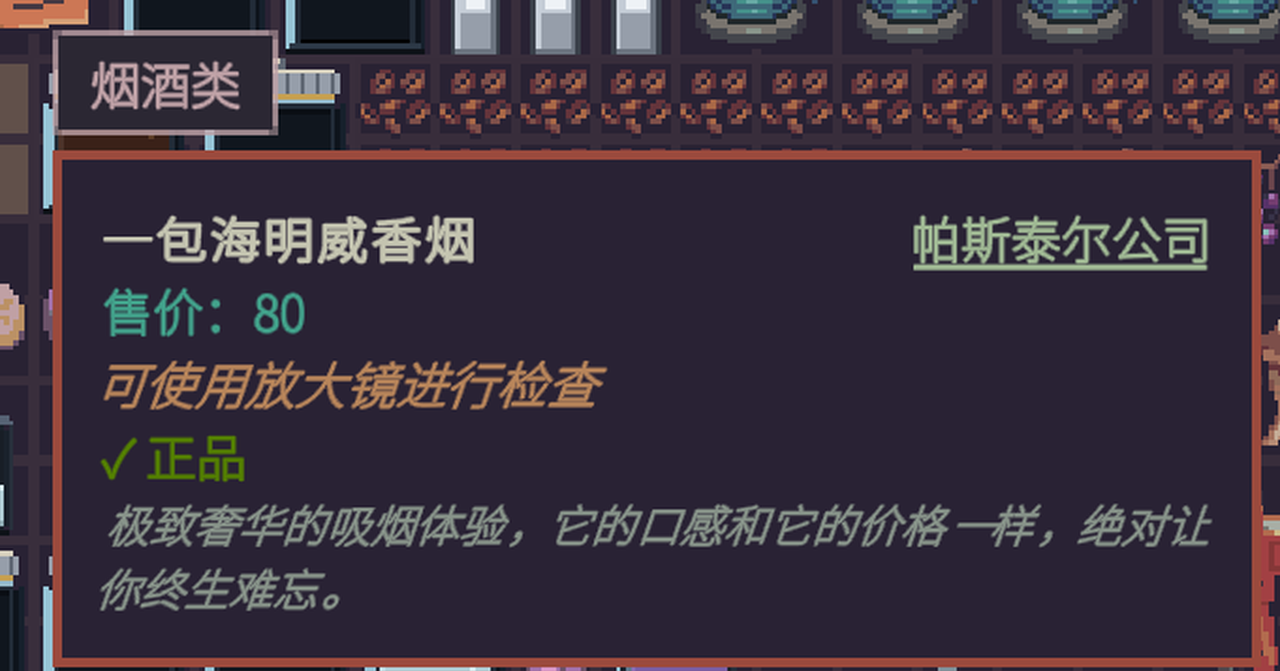 烟酒类
一包海明威香烟
帕斯泰尔公司
售价：80
可使用放大镜进行检查
✓正品
极致奢华的吸烟体验，它的口感和它的价格一样，绝对让
你终生难忘。